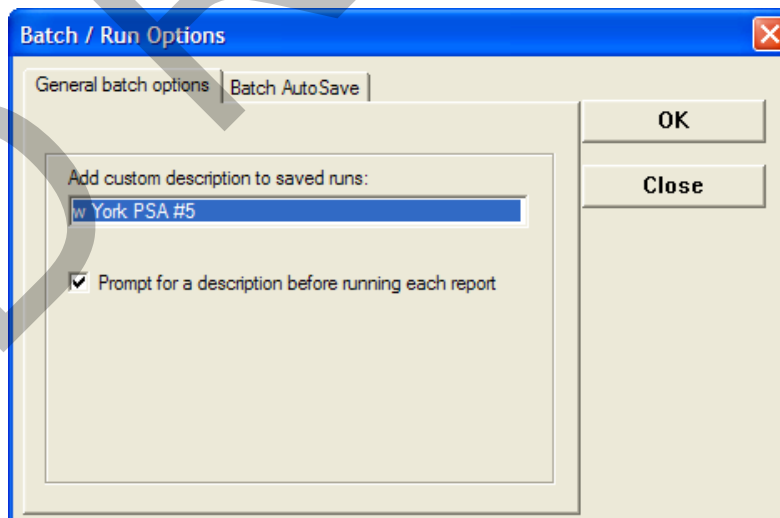 Batch / Run Options
General batch options
Batch AutoSave
OK
Close
Add custom description to saved runs:
w York PSA #5
Prompt for a description before running each report